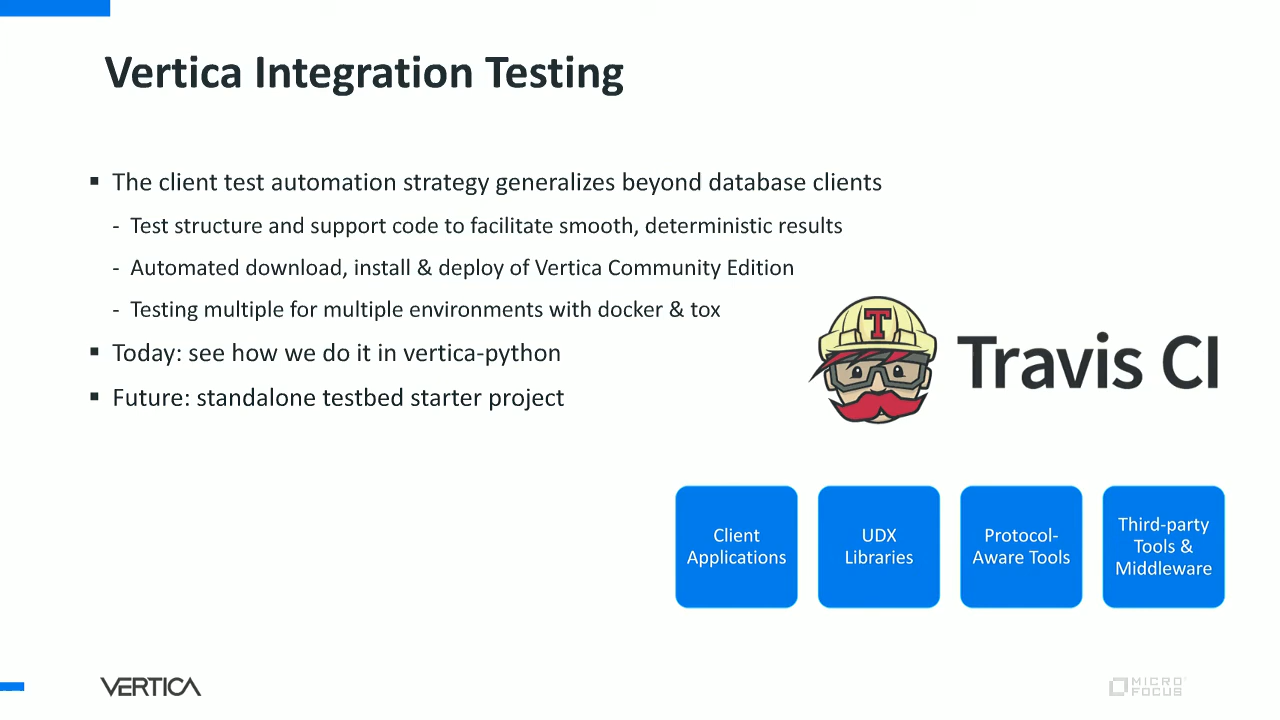 Vertica Integration Testing
▪ The client test automation strategy generalizes beyond database clients
- Test structure and support code to facilitate smooth, deterministic results
- Automated download, install & deploy of Vertica Community Edition
- Testing multiple for multiple environments with docker & tox
▪ Today: see how we do it in vertica-python
▪ Future: standalone testbed starter project
T
Travis CI
Client
Applications
UDX
Libraries
Protocol-
Aware Tools
Third-party
Tools &
Middleware
VERTICA
MICRO
FOCUS